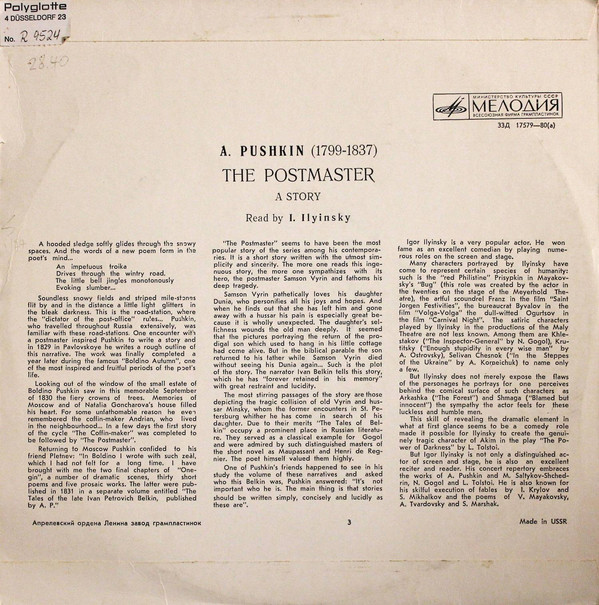 Polyglotte
4 DÜSSELDORF 23
No. R 9524
28.40
МИНИСТЕРСТВО КУЛЬТУРЫ СССР
МЕЛОДИЯ
ВСЕСОЮЗНАЯ ФИРМА ГРАМПЛАСТИНОК
33Д 17579—80(а)
A. PUSHKIN (1799-1837)
THE POSTMASTER
A STORY
Read by I. Ilyinsky
A hooded sledge softly glides through the snowy
spaces. And the words of a new poem form in the
poet's mind...
An impetuous troika
Drives through the wintry road.
The little bell jingles monotonously
Evoking slumber...
Soundless snowy fields and striped mile-stones
flit by and in the distance a little light glitters in
the bleak darkness. This is the road-station, where
the "dictator of the post-office" rules... Pushkin,
who travelled throughout Russia extensively, was
familiar with these road-stations. One encounter with
a postmaster inspired Pushkin to write a story and
in 1829 in Pavlovskoye he writes a rough outline of
this narrative. The work was finally completed a
year later during the famous "Boldino Autumn", one
of the most inspired and fruitful periods of the poet's
life.
Looking out of the window of the small estate of
Boldino Pushkin saw in this memorable September
of 1830 the fiery crowns of trees. Memories of
Moscow and of Natalia Goncharova's house filled
his heart. For some unfathomable reason he even
remembered the coffin-maker Andrian, who lived
in the neighbourhood... In a few days the first story
of the cycle "The Coffin-maker" was completed to
be followed by "The Postmaster".
Returning to Moscow Pushkin confided to his
friend Pletnev: "In Boldino I wrote with such zeal,
which I had not felt for a long time. I have
brought with me the two final chapters of "One-
gin", a number of dramatic scenes, thirty short
poems and five prosaic works. The latter were pub-
lished in 1831 in a separate volume entitled "The
Tales of the late Ivan Petrovich Belkin, published
by A. P."
"The Postmaster" seems to have been the most
popular story of the series among his contempora-
ries. It is a short story written with the utmost sim-
plicity and sincerity. The more one reads this inge-
nuous story, the more one sympathizes with its
hero, the postmaster Samson Vyrin and fathoms his
deep tragedy.
Samson Vyrin pathetically loves his daughter
Dunia, who personates all his joys and hopes. And
when he finds out that she has left him and gone
away with a hussar his pain is especially great be-
cause it is wholly unexpected. The daughter's sel-
fishness wounds the old man deeply. It seemed
that the pictures portraying the return of the pro-
digal son which used to hang in his little cottage
had come alive. But in the biblical parable the son
returned to his father while Samson Vyrin died
without seeing his Dunia again... Such is the plot
of the story. The narrator Ivan Belkin tells this story,
which he has "forever retained in his memory"
with great restraint and lucidity.
The most stirring passages of the story are those
depicting the tragic collision of old Vyrin and hus-
sar Minsky, whom the former encounters in St. Pe-
tersburg whither he has come in search of his
daughter. Due to their merits "The Tales of Bel-
kin" occupy a prominent place in Russian literatu-
re. They served as a classical example for Gogol
and were admired by such distinguished masters of
the short novel as Maupassant and Henri de Reg-
nier. The poet himself valued them highly.
One of Pushkin's friends happened to see in his
study the volume of these narratives and asked
who this Belkin was, Pushkin answered: "It's not
important who he is. The main thing is that stories
should be written simply, concisely and lucidly as
these are".
Igor Ilyinsky is a very popular actor. He won
fame as an excellent comedian by playing nume-
rous roles on the screen and stage.
Many characters portrayed by Ilyinsky have
come to represent certain species of humanity:
such is the "red Philistine" Prisypkin in Mayakov-
sky's "Bug" (this role was created by the actor in
the twenties on the stage of the Meyerhold Thea-
atre), the artful scoundrel Franz in the film "Saint
Jorgen Festivities", the bureaucrat Byvalov in the
film "Volga-Volga" the dull-witted Ogurtsov in
the film "Carnival Night". The satiric characters
played by Ilyinsky in the productions of the Maly
Theatre are not less known. Among them are Khle-
stakov ("The Inspector-General" by N. Gogol), Kru-
titsky ("Enough stupidity in every wise man" by
A. Ostrovsky), Selivan Chesnok ("In the Steppes
of the Ukraine" by A. Korneichuk) to name only
a few.
But Ilyinsky does not merely expose the flaws
of the personages he portrays for one perceives
behind the comical surface of such characters as
Arkashka ("The Forest") and Shmaga ("Blamed but
innocent") the sympathy the actor feels for these
luckless and humble men.
This skill of revealing the dramatic element in
what at first glance seems to be a comedy role
made it possible for Ilyinsky to create the genui-
nely tragic character of Akim in the play "The Po-
wer of Darkness" by L. Tolstoi.
But Igor Ilyinsky is not only a distinguished ac-
tor of screen and stage, he is also an excellent
reciter and reader. His concert repertory embraces
the works of A. Pushkin and M. Saltykov-Shched-
rin, N. Gogol and L. Tolstoi. He is also known for
his skilful execution of fables by I. Krylov and
S. Mikhalkov and the poems of V. Mayakovsky,
A. Tvardovsky and S. Marshak.
Апрелевский ордена Ленина завод грампластинок
3
Made in USSR